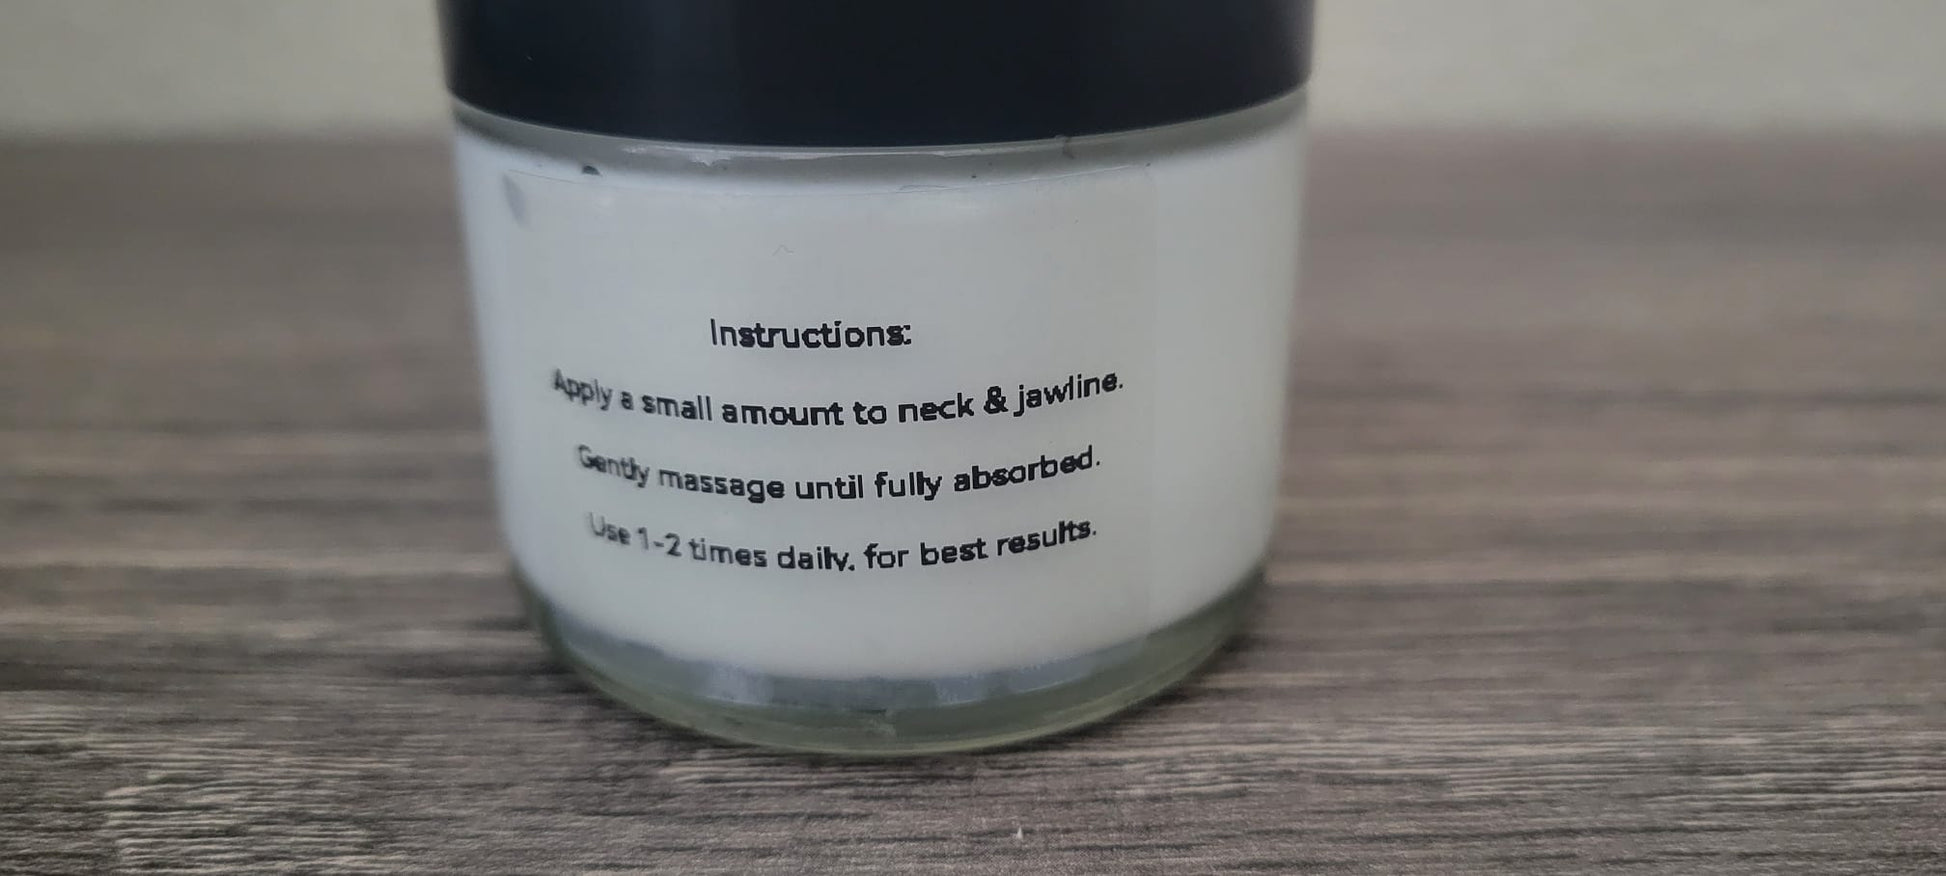 Instructions:
Apply a small amount to neck & jawline.
Gently massage until fully absorbed.
Use 1-2 times daily, for best results.